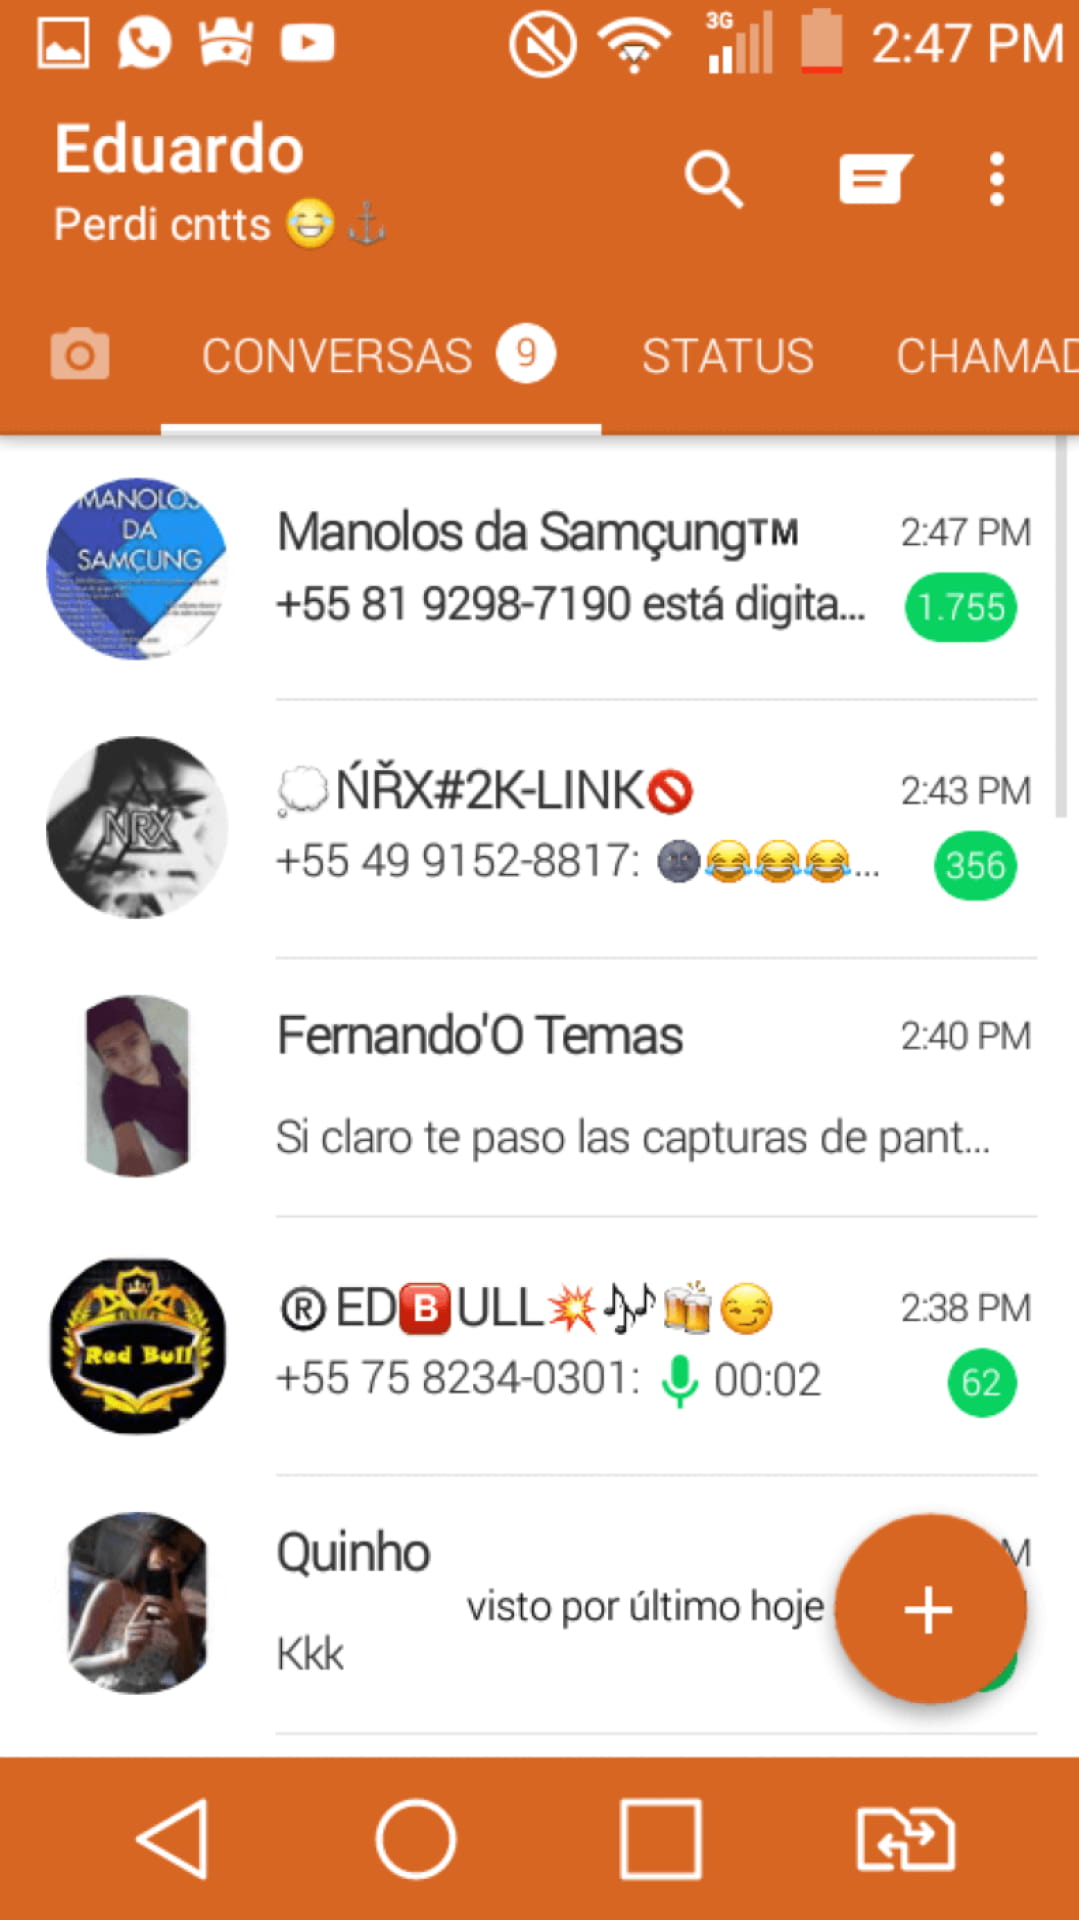 3G 2:47 PM
Eduardo
Perdi cntts 😂 ⚓
CONVERSAS 9 STATUS CHAMAD
MANOLOS
DA
SAMÇUNG
Manolos da Samçung™ 2:47 PM
+55 81 9298-7190 está digita... 1.755
NRX
💭ŃŘX#2K-LINK🚫 2:43 PM
+55 49 9152-8817: 🌚😂😂😂... 356
Fernando'O Temas 2:40 PM
Si claro te paso las capturas de pant...
Red Bull
®ED🅱ULL💥🎶🍻😏 2:38 PM
+55 75 8234-0301: 00:02 62
Quinho M
visto por último hoje
Kkk